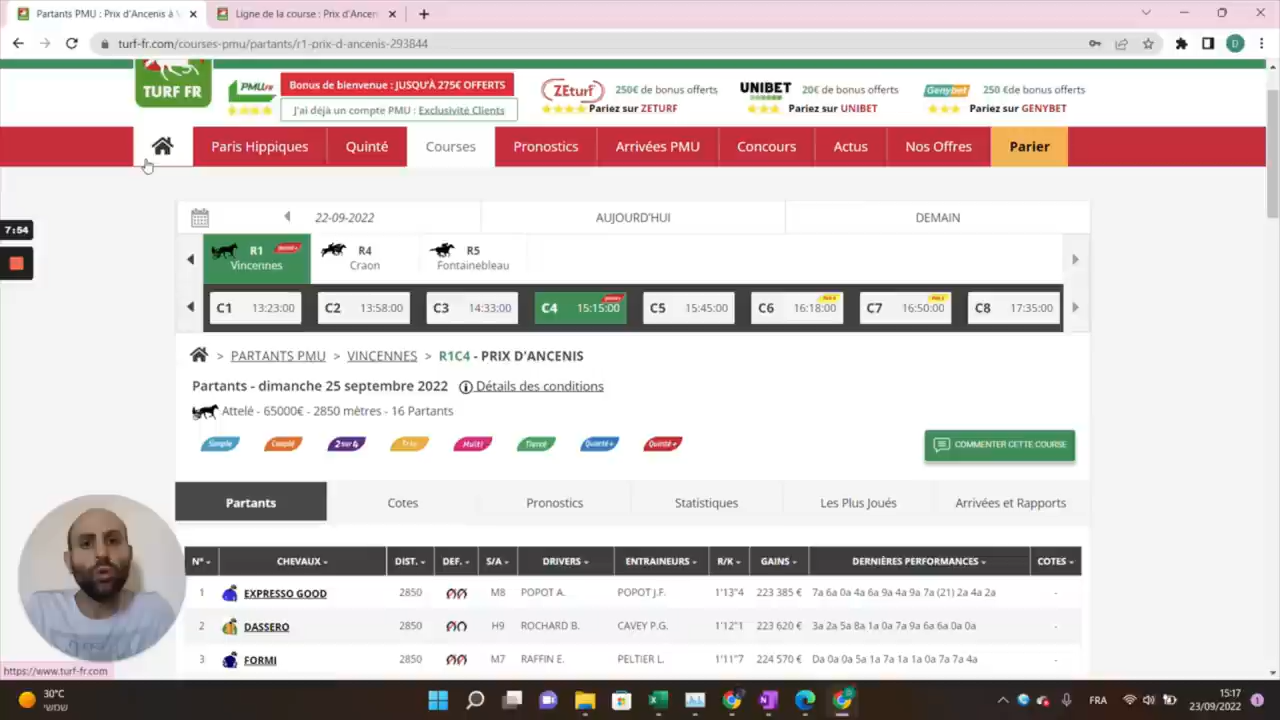 Partants PMU : Prix d'Ancenis à V
Ligne de la course : Prix d'Ancen
turf-fr.com/courses-pmu/partants/r1-prix-d-ancenis-293844
D
TURF FR
PMU.FR
Bonus de bienvenue : JUSQU'À 275€ OFFERTS
J'ai déjà un compte PMU : Exclusivité Clients
ZEturf
250€ de bonus offerts
Pariez sur ZETURF
UNIBET
20€ de bonus offerts
Pariez sur UNIBET
Genybet
250 €de bonus offerts
Pariez sur GENYBET
Paris Hippiques
Quinté
Courses
Pronostics
Arrivées PMU
Concours
Actus
Nos Offres
Parier
7:54
22-09-2022
AUJOURD'HUI
DEMAIN
R1
Vincennes
R4
Craon
R5
Fontainebleau
C1 13:23:00
C2 13:58:00
C3 14:33:00
C4 15:15:00
C5 15:45:00
C6 16:18:00
C7 16:50:00
C8 17:35:00
> PARTANTS PMU > VINCENNES > R1C4 - PRIX D'ANCENIS
Partants - dimanche 25 septembre 2022 Détails des conditions
Attelé - 65000€ - 2850 mètres - 16 Partants
Simple
Couplé
2 sur 4
Trio
Multi
Tiercé
Quarté+
Quinté+
COMMENTER CETTE COURSE
Partants
Cotes
Pronostics
Statistiques
Les Plus Joués
Arrivées et Rapports
N° CHEVAUX DIST. DEF. S/A DRIVERS ENTRAINEURS R/K GAINS DERNIÈRES PERFORMANCES COTES
1 EXPRESSO GOOD 2850 M8 POPOT A. POPOT J.F. 1'13"4 223 385 € 7a 6a 0a 4a 6a 9a 4a 9a 7a (21) 2a 4a 2a -
2 DASSERO 2850 H9 ROCHARD B. CAVEY P.G. 1'12"1 223 620 € 3a 2a 5a 8a 1a 0a 7a 9a 6a 6a 0a 0a -
3 FORMI 2850 M7 RAFFIN E. PELTIER L. 1'11"7 224 570 € Da 0a 0a 5a 1a 7a 1a 1a 0a 7a 7a 4a -
https://www.turf-fr.com
30°C
שמשי
FRA
15:17
23/09/2022
1